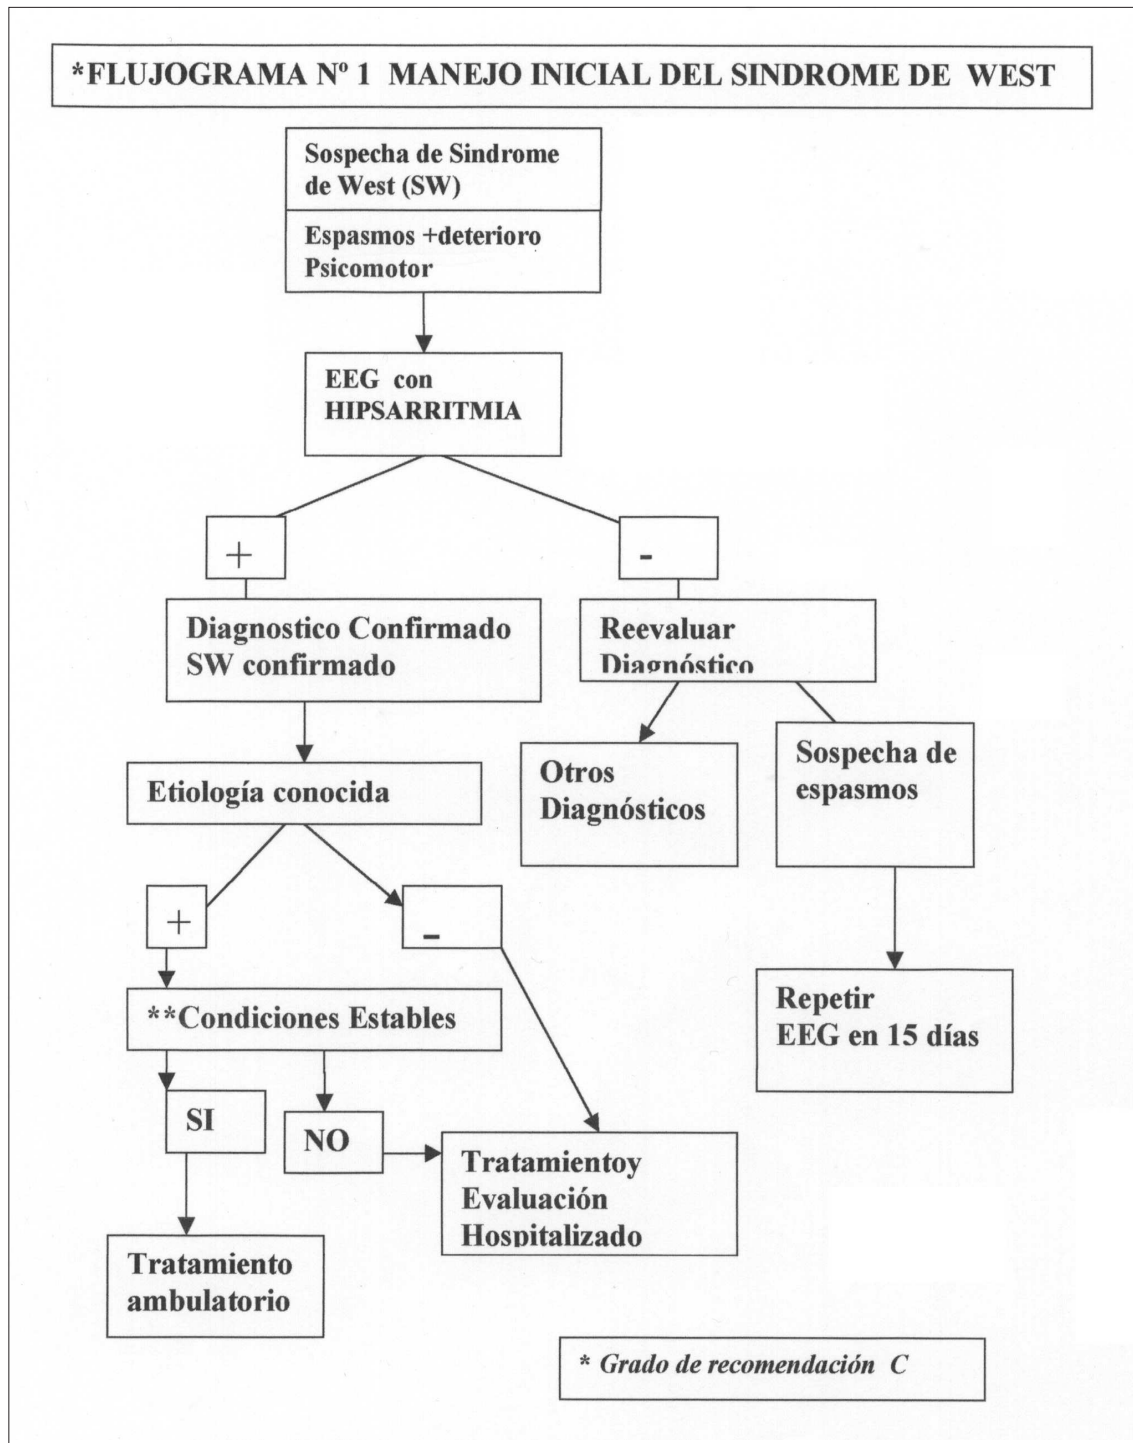 *FLUJOGRAMA Nº 1 MANEJO INICIAL DEL SINDROME DE WEST
Sospecha de Sindrome
de West (SW)
Espasmos +deterioro
Psicomotor
EEG con
HIPSARRITMIA
+
-
Diagnostico Confirmado
SW confirmado
Reevaluar
Diagnóstico
Otros
Diagnósticos
Sospecha de
espasmos
Etiología conocida
+
-
Repetir
EEG en 15 días
**Condiciones Estables
SI
NO
Tratamientoy
Evaluación
Hospitalizado
Tratamiento
ambulatorio
* Grado de recomendación C